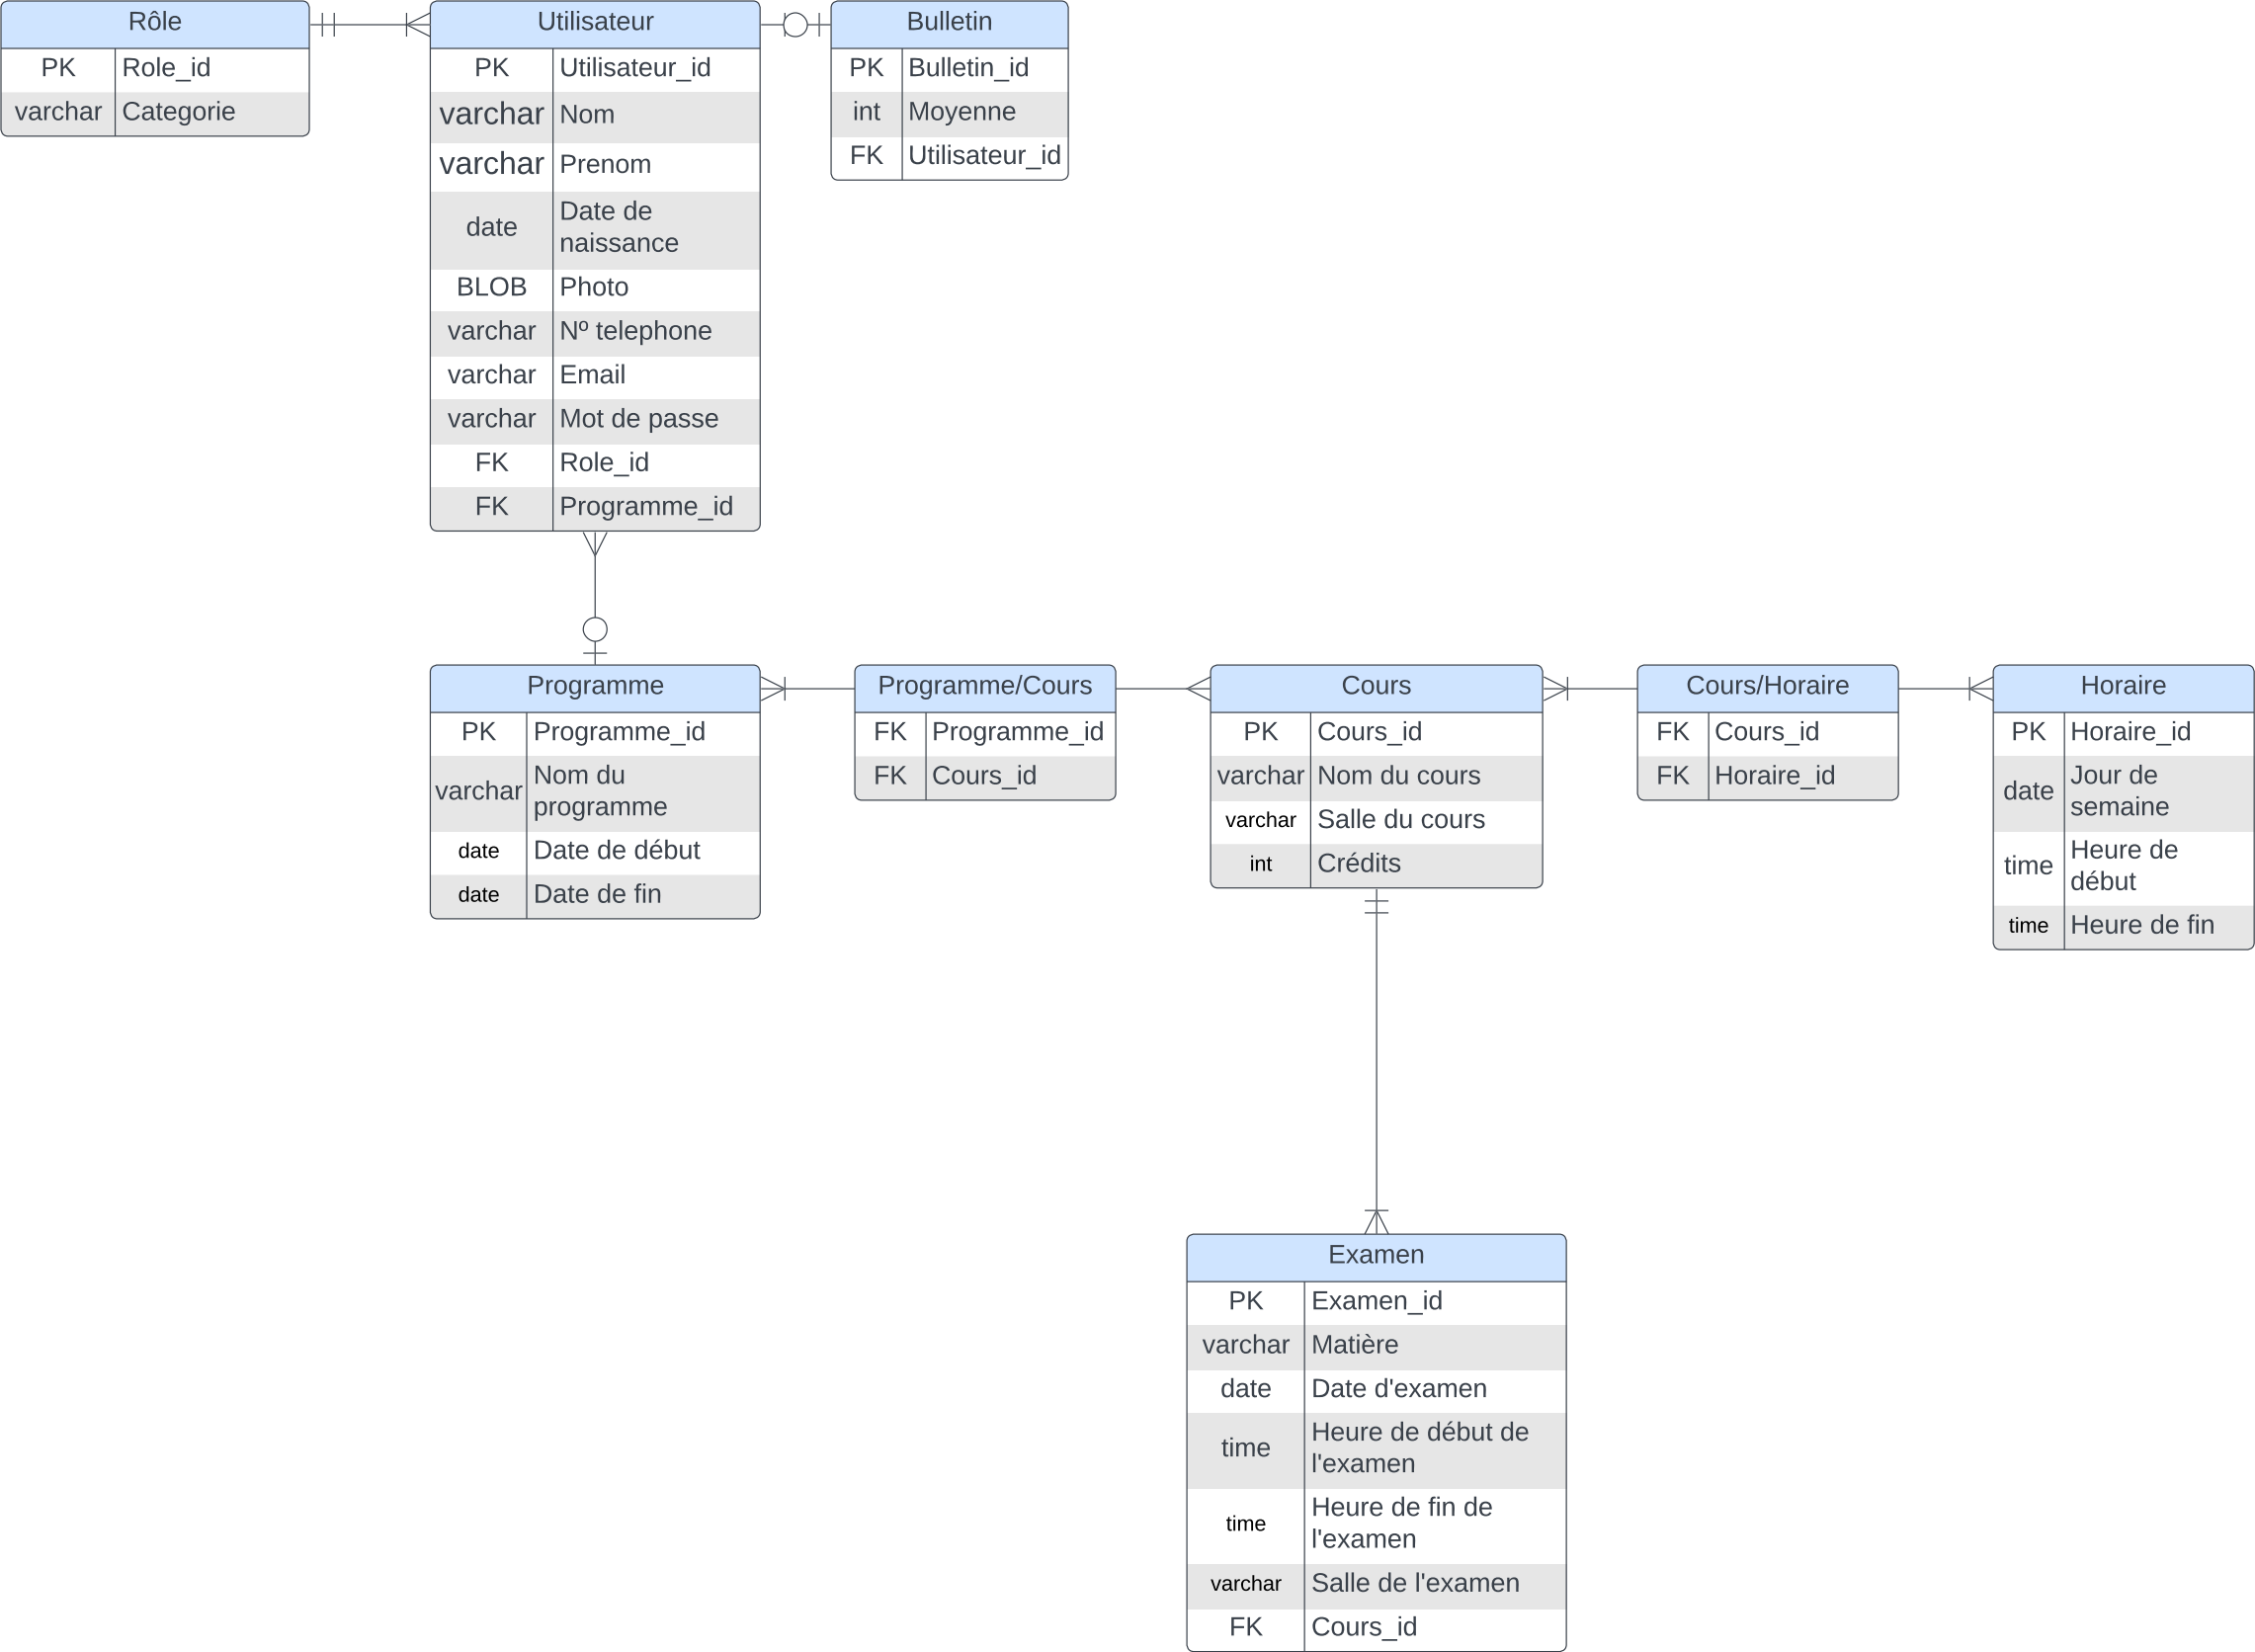 Rôle
PK Role_id
varchar Categorie
Utilisateur
PK Utilisateur_id
varchar Nom
varchar Prenom
date Date de
naissance
BLOB Photo
varchar Nº telephone
varchar Email
varchar Mot de passe
FK Role_id
FK Programme_id
Bulletin
PK Bulletin_id
int Moyenne
FK Utilisateur_id
Programme
PK Programme_id
varchar Nom du
programme
date Date de début
date Date de fin
Programme/Cours
FK Programme_id
FK Cours_id
Cours
PK Cours_id
varchar Nom du cours
varchar Salle du cours
int Crédits
Cours/Horaire
FK Cours_id
FK Horaire_id
Horaire
PK Horaire_id
date Jour de
semaine
time Heure de
début
time Heure de fin
Examen
PK Examen_id
varchar Matière
date Date d'examen
time Heure de début de
l'examen
time Heure de fin de
l'examen
varchar Salle de l'examen
FK Cours_id